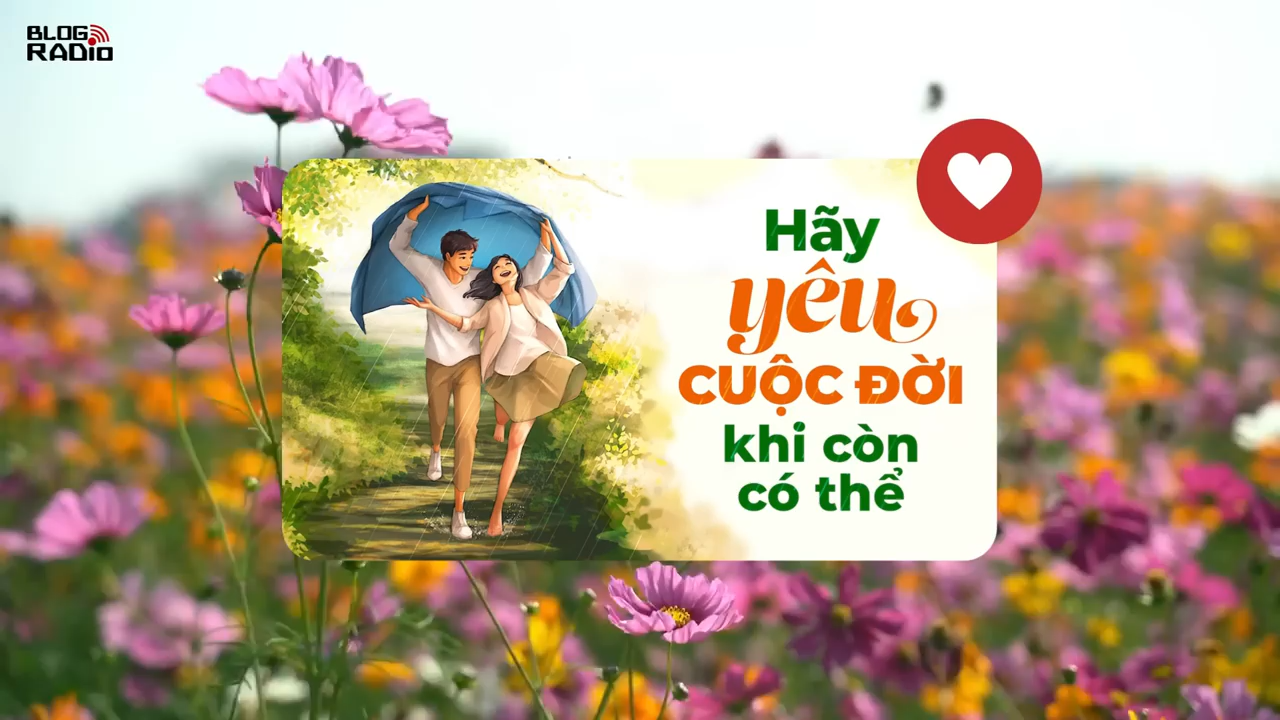 BLOG
RADIO
Hãy
yêu
CUỘC ĐỜI
khi còn
có thể